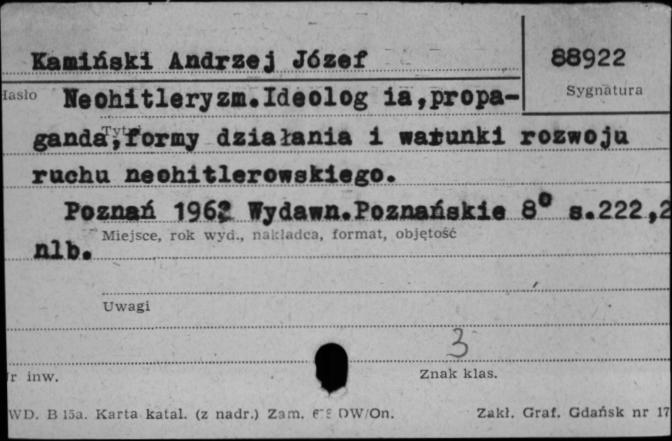 Kamiński Andrzej Józef
88922
Hasło
Sygnatura
Neohitleryzm.Ideolog ia,propa-
Tytuł
ganda,formy działania i warunki rozwoju
ruchu neohitlerowskiego.
Poznań 1962 Wydawn.Poznańskie 8° s.222,2
Miejsce, rok wyd., nakładca, format, objętość
nlb.
Uwagi
3
r inw.
Znak klas.
WD. B 15a. Karta katal. (z nadr.) Zam. DW/On.
Zakł. Graf. Gdańsk nr 17